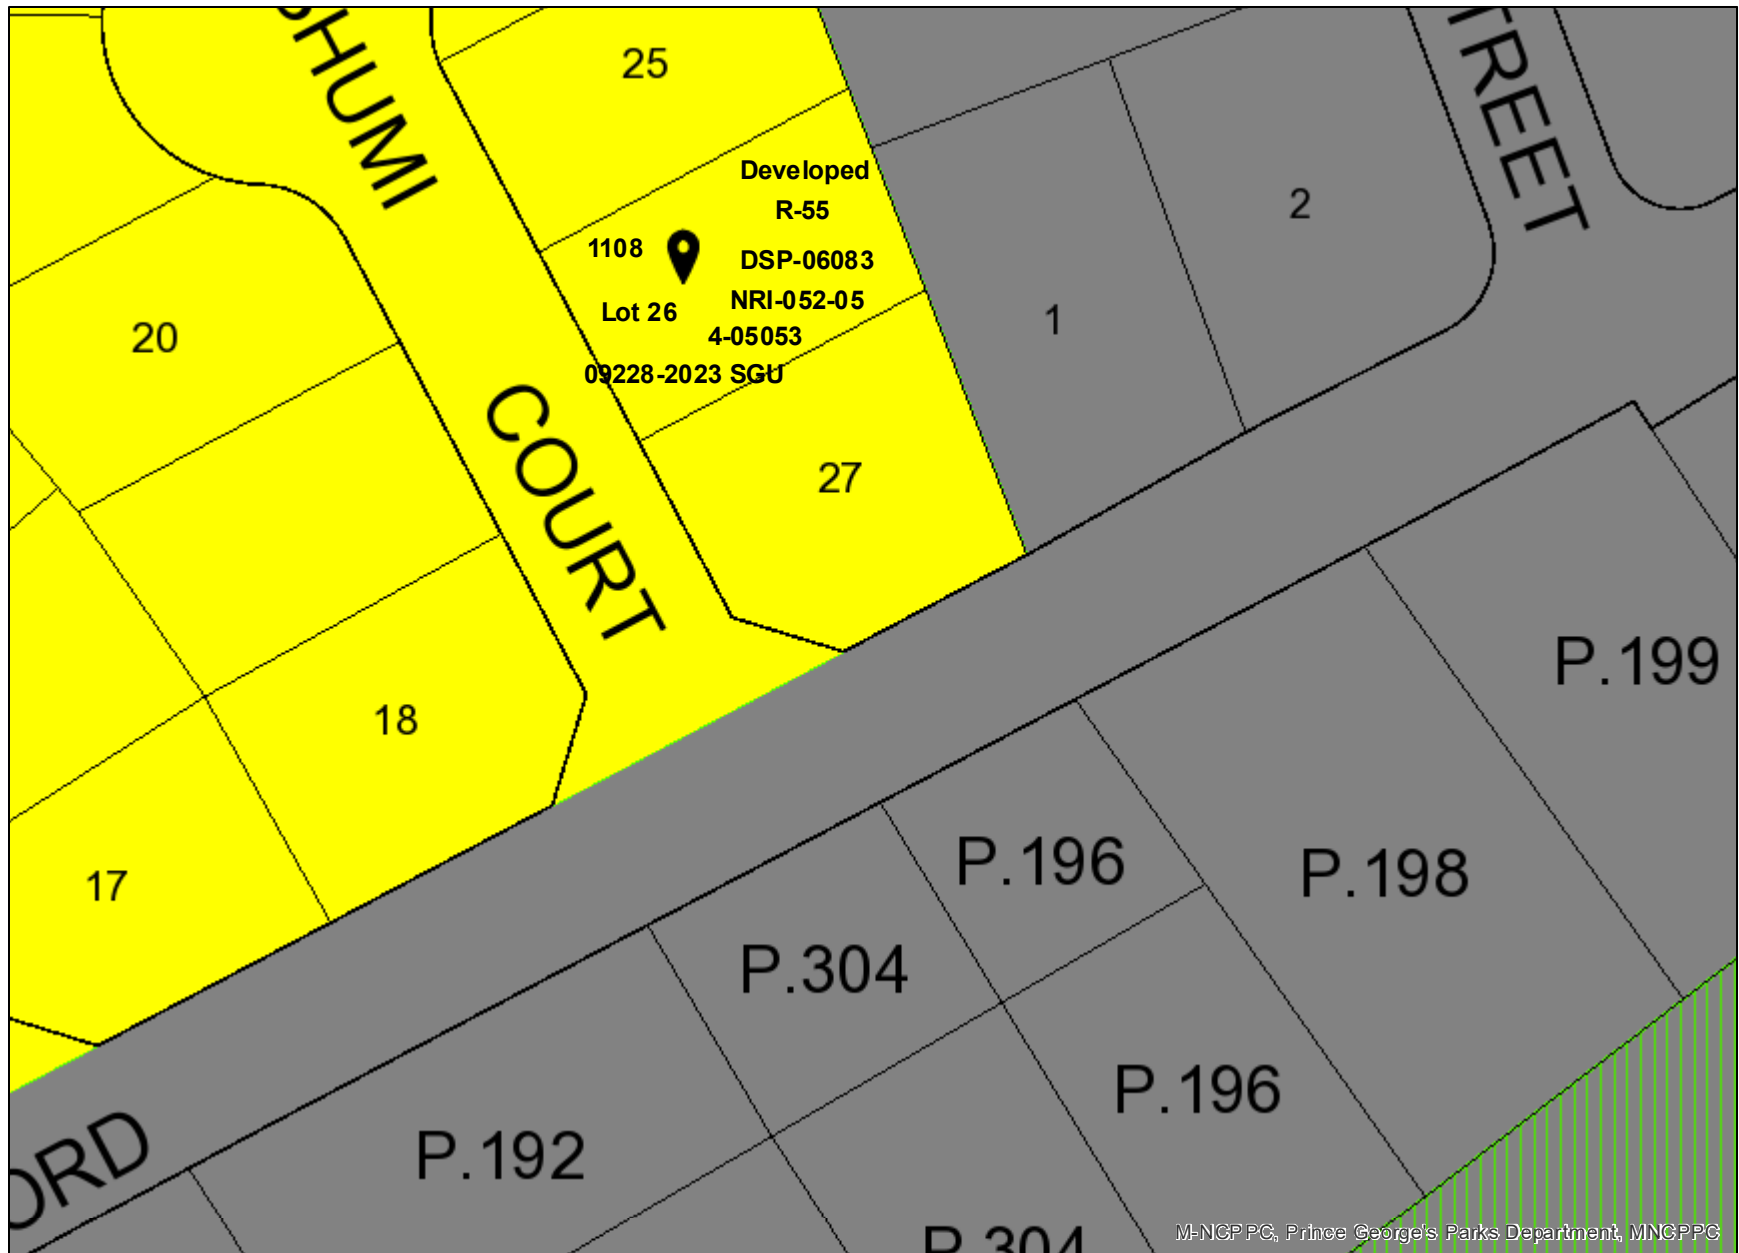 SHUMI
COURT
TREET
25
Developed
R-55
1108
DSP-06083
Lot 26
NRI-052-05
4-05053
09228-2023 SGU
20
1
2
27
18
17
P.199
P.196
P.198
P.304
P.196
P.192
ORD
P.304
M-NCPPC, Prince George's Parks Department, MNCPPC